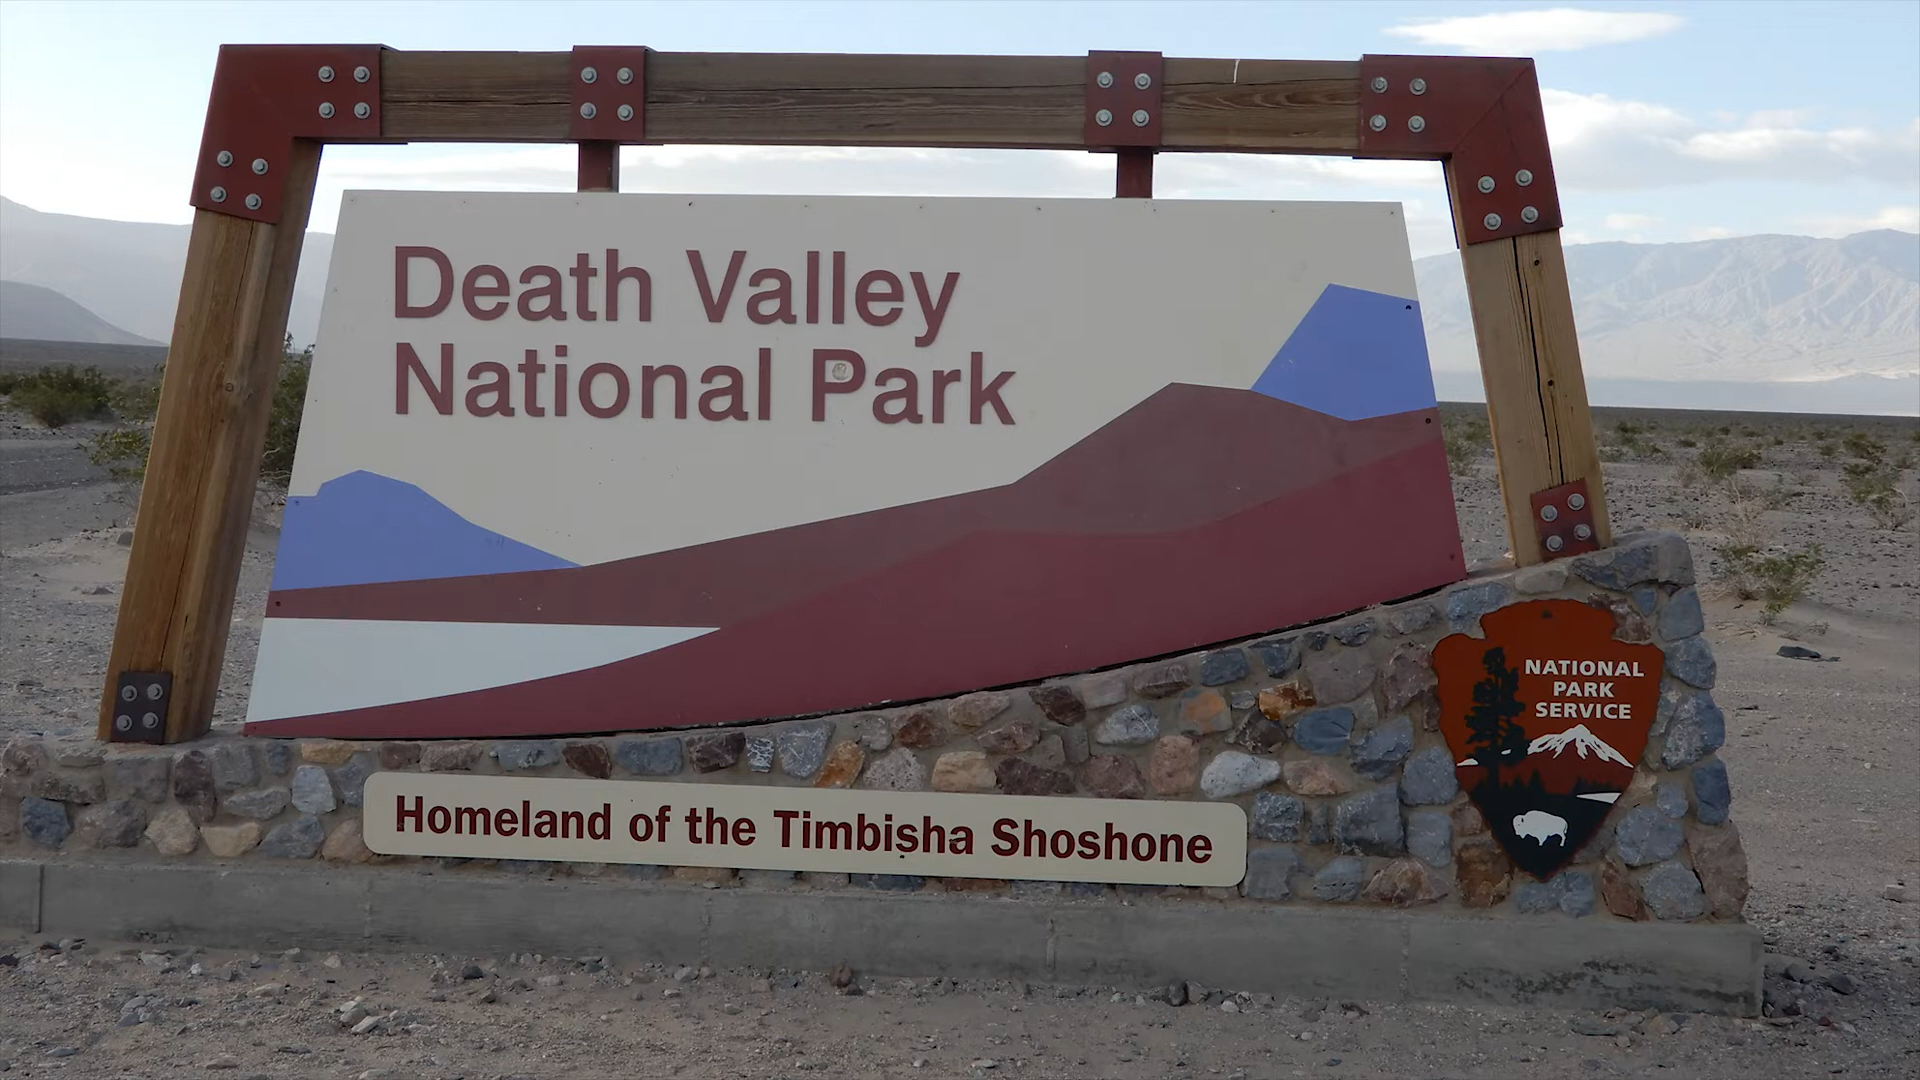 Death Valley
National Park
NATIONAL
PARK
SERVICE
Homeland of the Timbisha Shoshone